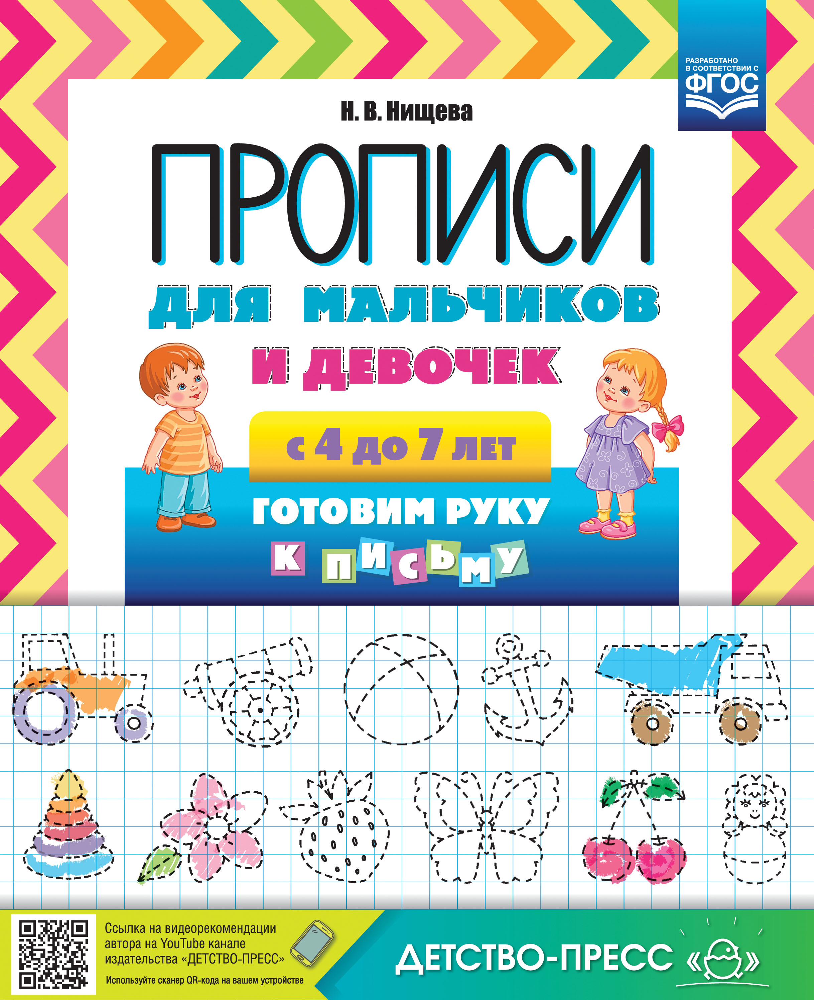 РАЗРАБОТАНО
В СООТВЕТСТВИИ С
ФГОС
Н. В. Нищева
ПРОПИСИ
ДЛЯ МАЛЬЧИКОВ
И ДЕВОЧЕК
с 4 до 7 лет
ГОТОВИМ РУКУ
К ПИСЬМУ
Ссылка на видеорекомендации
автора на YouTube канале
издательства «ДЕТСТВО-ПРЕСС»
Используйте сканер QR-кода на вашем устройстве
ДЕТСТВО-ПРЕСС